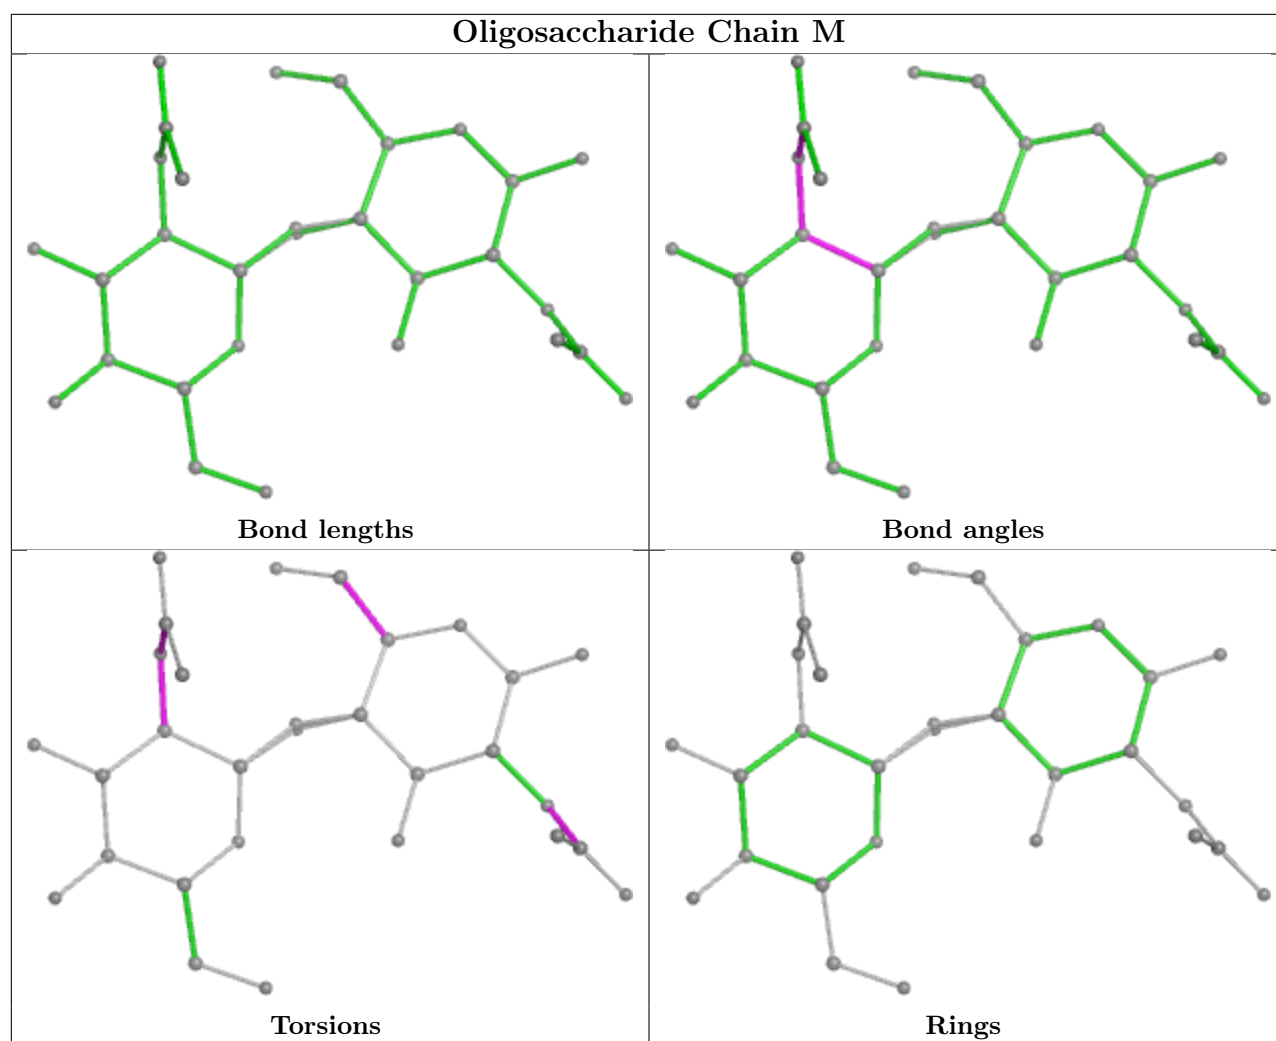 Oligosaccharide Chain M
Bond lengths
Bond angles
Torsions
Rings